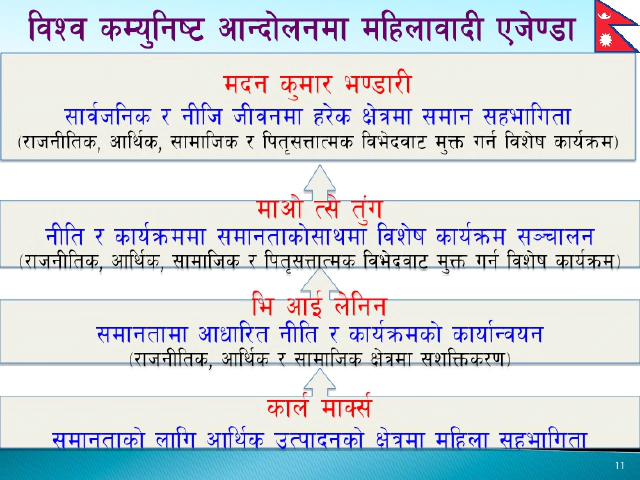 विश्व कम्युनिष्ट आन्दोलनमा महिलावादी एजेण्डा
मदन कुमार भण्डारी
सार्वजनिक र नीजि जीवनमा हरेक क्षेत्रमा समान सहभागिता
(राजनीतिक, आर्थिक, सामाजिक र पितृसत्तात्मक विभेदवाट मुक्त गर्न विशेष कार्यक्रम)
माओ त्से तुंग
नीति र कार्यक्रममा समानताकोसाथमा विशेष कार्यक्रम सञ्चालन
(राजनीतिक, आर्थिक, सामाजिक र पितृसत्तात्मक विभेदवाट मुक्त गर्न विशेष कार्यक्रम)
भि आई लेनिन
समानतामा आधारित नीति र कार्यक्रमको कार्यान्वयन
(राजनीतिक, आर्थिक र सामाजिक क्षेत्रमा सशक्तिकरण)
कार्ल मार्क्स
समानताको लागि आर्थिक उत्पादनको क्षेत्रमा महिला सहभागिता
11